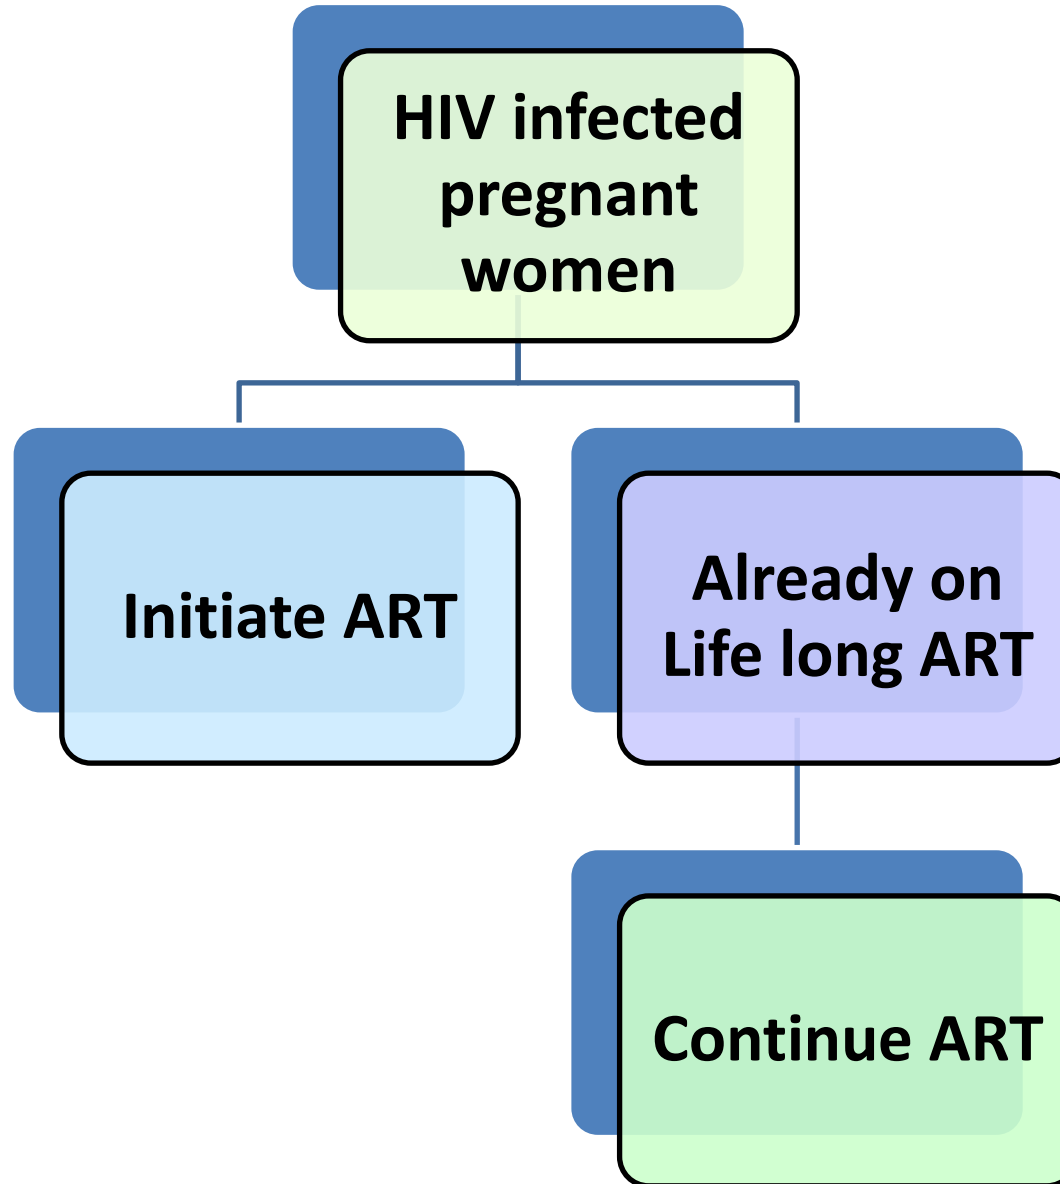 HIV infected
pregnant
women
Initiate ART
Already on
Life long ART
Continue ART